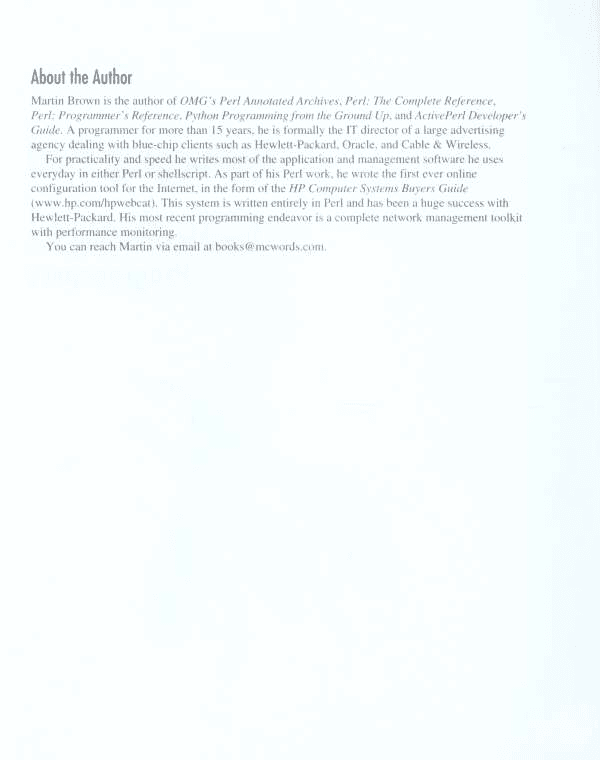 About the Author
Martin Brown is the author of OMG's Perl Annotated Archives, Perl: The Complete Reference,
Perl: Programmer's Reference, Python Programming from the Ground Up, and ActivePerl Developer's
Guide. A programmer for more than 15 years, he is formally the IT director of a large advertising
agency dealing with blue-chip clients such as Hewlett-Packard, Oracle, and Cable & Wireless.
For practicality and speed he writes most of the application and management software he uses
everyday in either Perl or shellscript. As part of his Perl work, he wrote the first ever online
configuration tool for the Internet, in the form of the HP Computer Systems Buyers Guide
(www.hp.com/hpwebcat). This system is written entirely in Perl and has been a huge success with
Hewlett-Packard. His most recent programming endeavor is a complete network management toolkit
with performance monitoring.
You can reach Martin via email at books@mcwords.com.